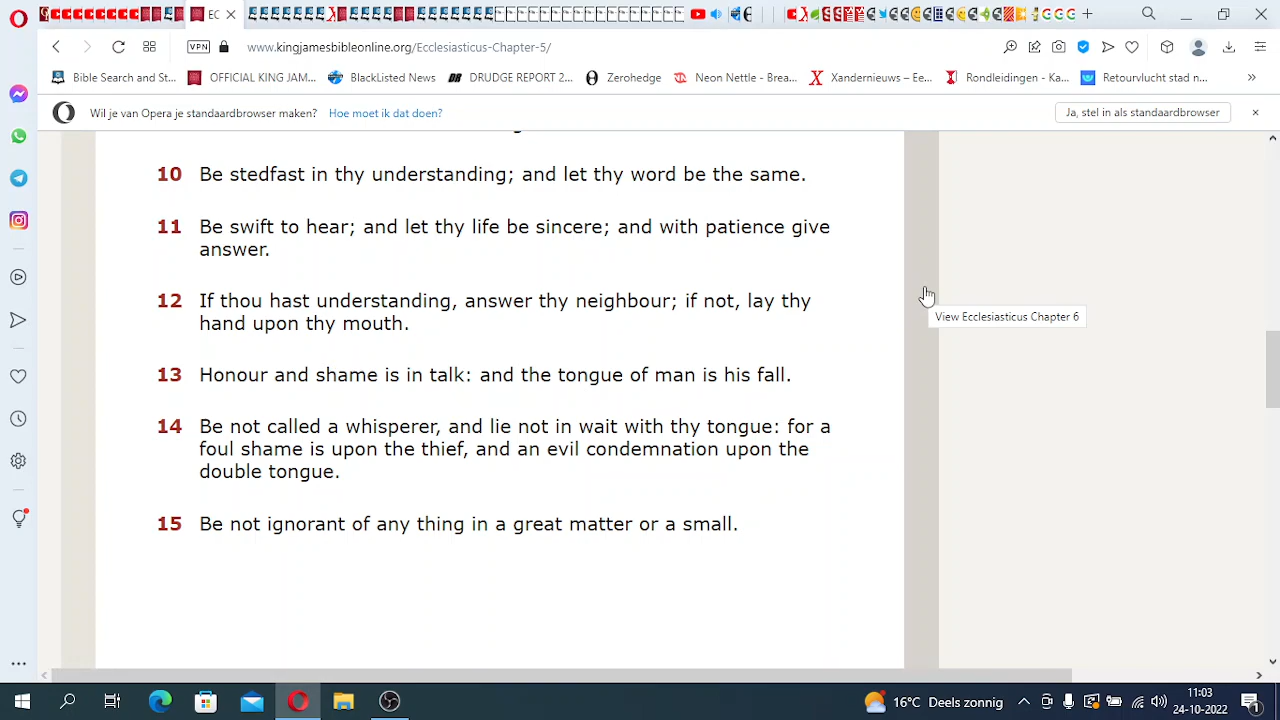 EC
VPN
www.kingjamesbibleonline.org/Ecclesiasticus-Chapter-5/
Bible Search and St...
OFFICIAL KING JAM...
BlackListed News
DR DRUDGE REPORT 2...
Zerohedge
Neon Nettle - Brea...
X Xandernieuws – Ee...
Rondleidingen - Ka...
Retourvlucht stad n...
»
Wil je van Opera je standaardbrowser maken? Hoe moet ik dat doen?
Ja, stel in als standaardbrowser
10 Be stedfast in thy understanding; and let thy word be the same.
11 Be swift to hear; and let thy life be sincere; and with patience give
answer.
12 If thou hast understanding, answer thy neighbour; if not, lay thy
hand upon thy mouth.
View Ecclesiasticus Chapter 6
13 Honour and shame is in talk: and the tongue of man is his fall.
14 Be not called a whisperer, and lie not in wait with thy tongue: for a
foul shame is upon the thief, and an evil condemnation upon the
double tongue.
15 Be not ignorant of any thing in a great matter or a small.
16°C Deels zonnig
11:03
24-10-2022
1